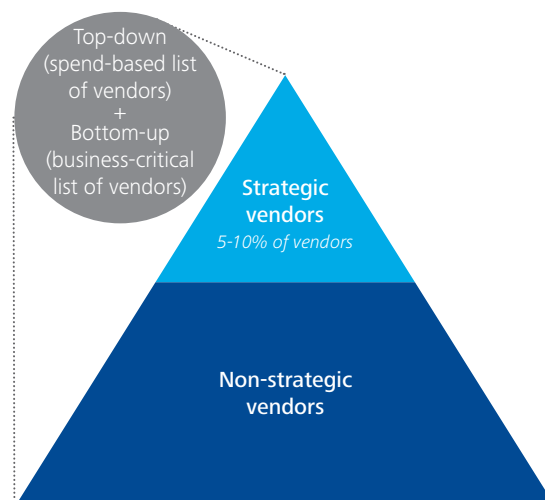 Top-down
(spend-based list
of vendors)
+
Bottom-up
(business-critical
list of vendors)
Strategic
vendors
5-10% of vendors
Non-strategic
vendors